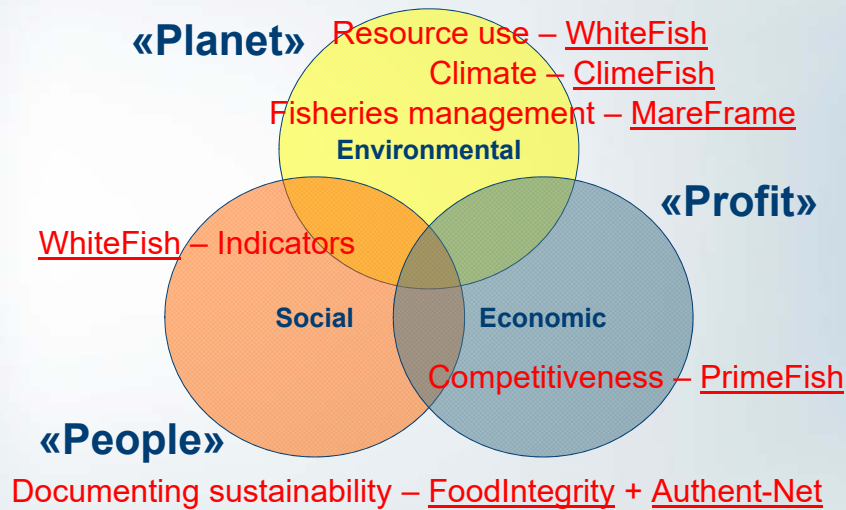 «Planet»
Resource use – WhiteFish
Climate – ClimeFish
Fisheries management – MareFrame
Environmental
«Profit»
WhiteFish – Indicators
Social
Economic
Competitiveness – PrimeFish
«People»
Documenting sustainability – FoodIntegrity + Authent-Net